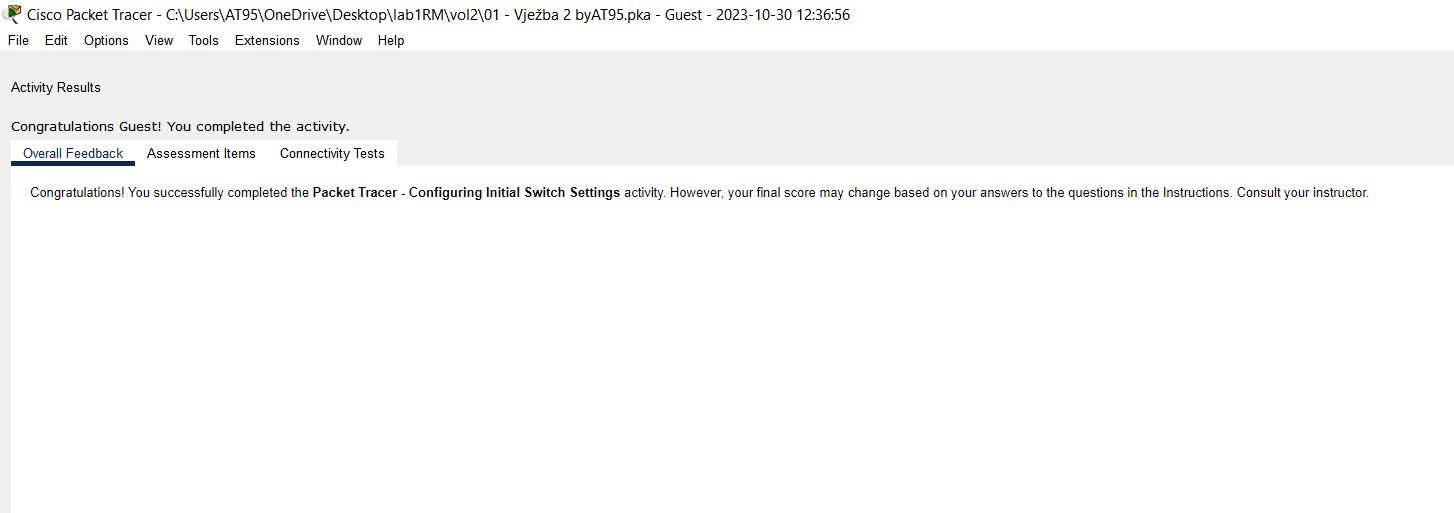 Cisco Packet Tracer - C:\Users\AT95\OneDrive\Desktop\lab1RM\vol2\01 - Vježba 2 byAT95.pka - Guest - 2023-10-30 12:36:56
File Edit Options View Tools Extensions Window Help
Activity Results
Congratulations Guest! You completed the activity.
Overall Feedback Assessment Items Connectivity Tests
Congratulations! You successfully completed the Packet Tracer - Configuring Initial Switch Settings activity. However, your final score may change based on your answers to the questions in the Instructions. Consult your instructor.